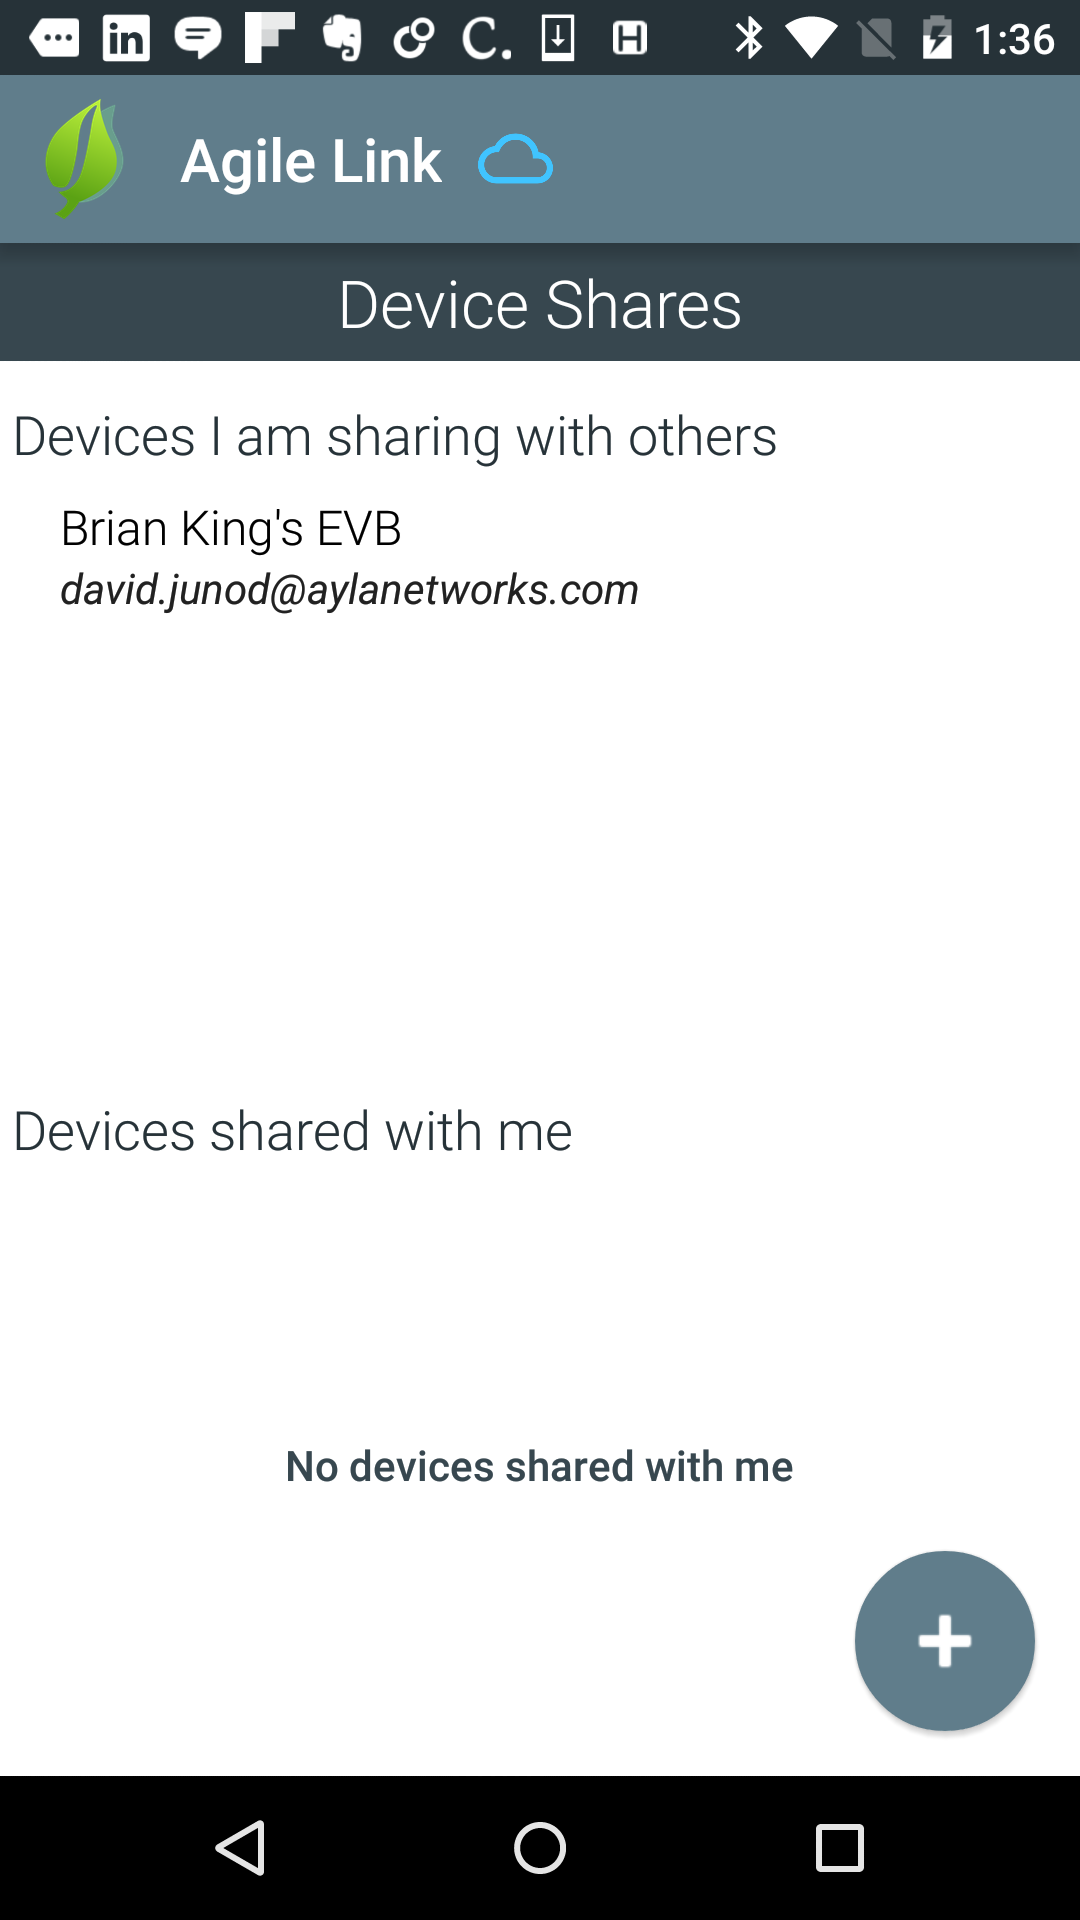 in C. H 1:36
Agile Link
Device Shares
Devices I am sharing with others
Brian King's EVB
david.junod@aylanetworks.com
Devices shared with me
No devices shared with me